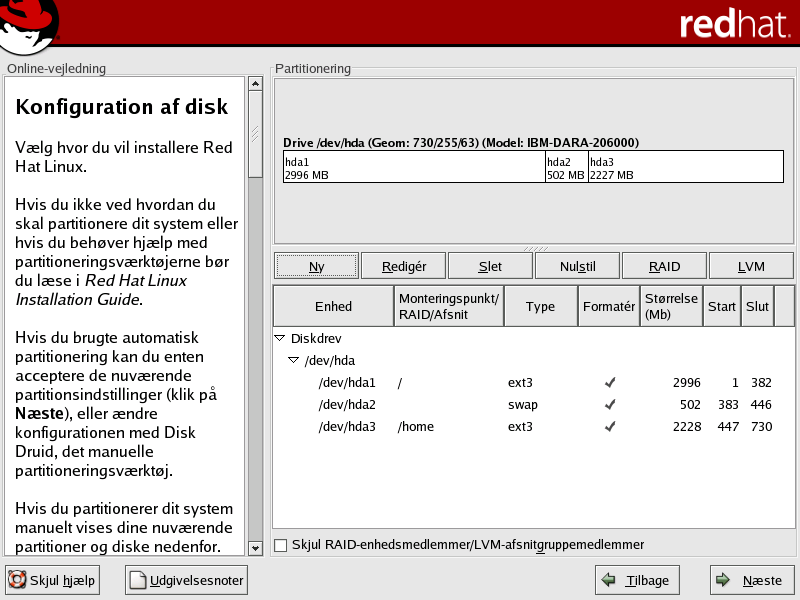 redhat.
Online-vejledning
Konfiguration af disk
Vælg hvor du vil installere Red
Hat Linux.
Hvis du ikke ved hvordan du
skal partitionere dit system eller
hvis du behøver hjælp med
partitioneringsværktøjerne bør
du læse i Red Hat Linux
Installation Guide.
Hvis du brugte automatisk
partitionering kan du enten
acceptere de nuværende
partitionsindstillinger (klik på
Næste), eller ændre
konfigurationen med Disk
Druid, det manuelle
partitioneringsværktøj.
Hvis du partitionerer dit system
manuelt vises dine nuværende
partitioner og diske nedenfor.
Partitionering
Drive /dev/hda (Geom: 730/255/63) (Model: IBM-DARA-206000)
hda1 hda2 hda3
2996 MB 502 MB 2227 MB
Ny Redigér Slet Nulstil RAID LVM
Enhed Monteringspunkt/ RAID/Afsnit Type Formatér Størrelse (Mb) Start Slut
Diskdrev
/dev/hda
/dev/hda1 / ext3 2996 1 382
/dev/hda2 swap 502 383 446
/dev/hda3 /home ext3 2228 447 730
Skjul RAID-enhedsmedlemmer/LVM-afsnitgruppemedlemmer
Skjul hjælp Udgivelsesnoter Tilbage Næste